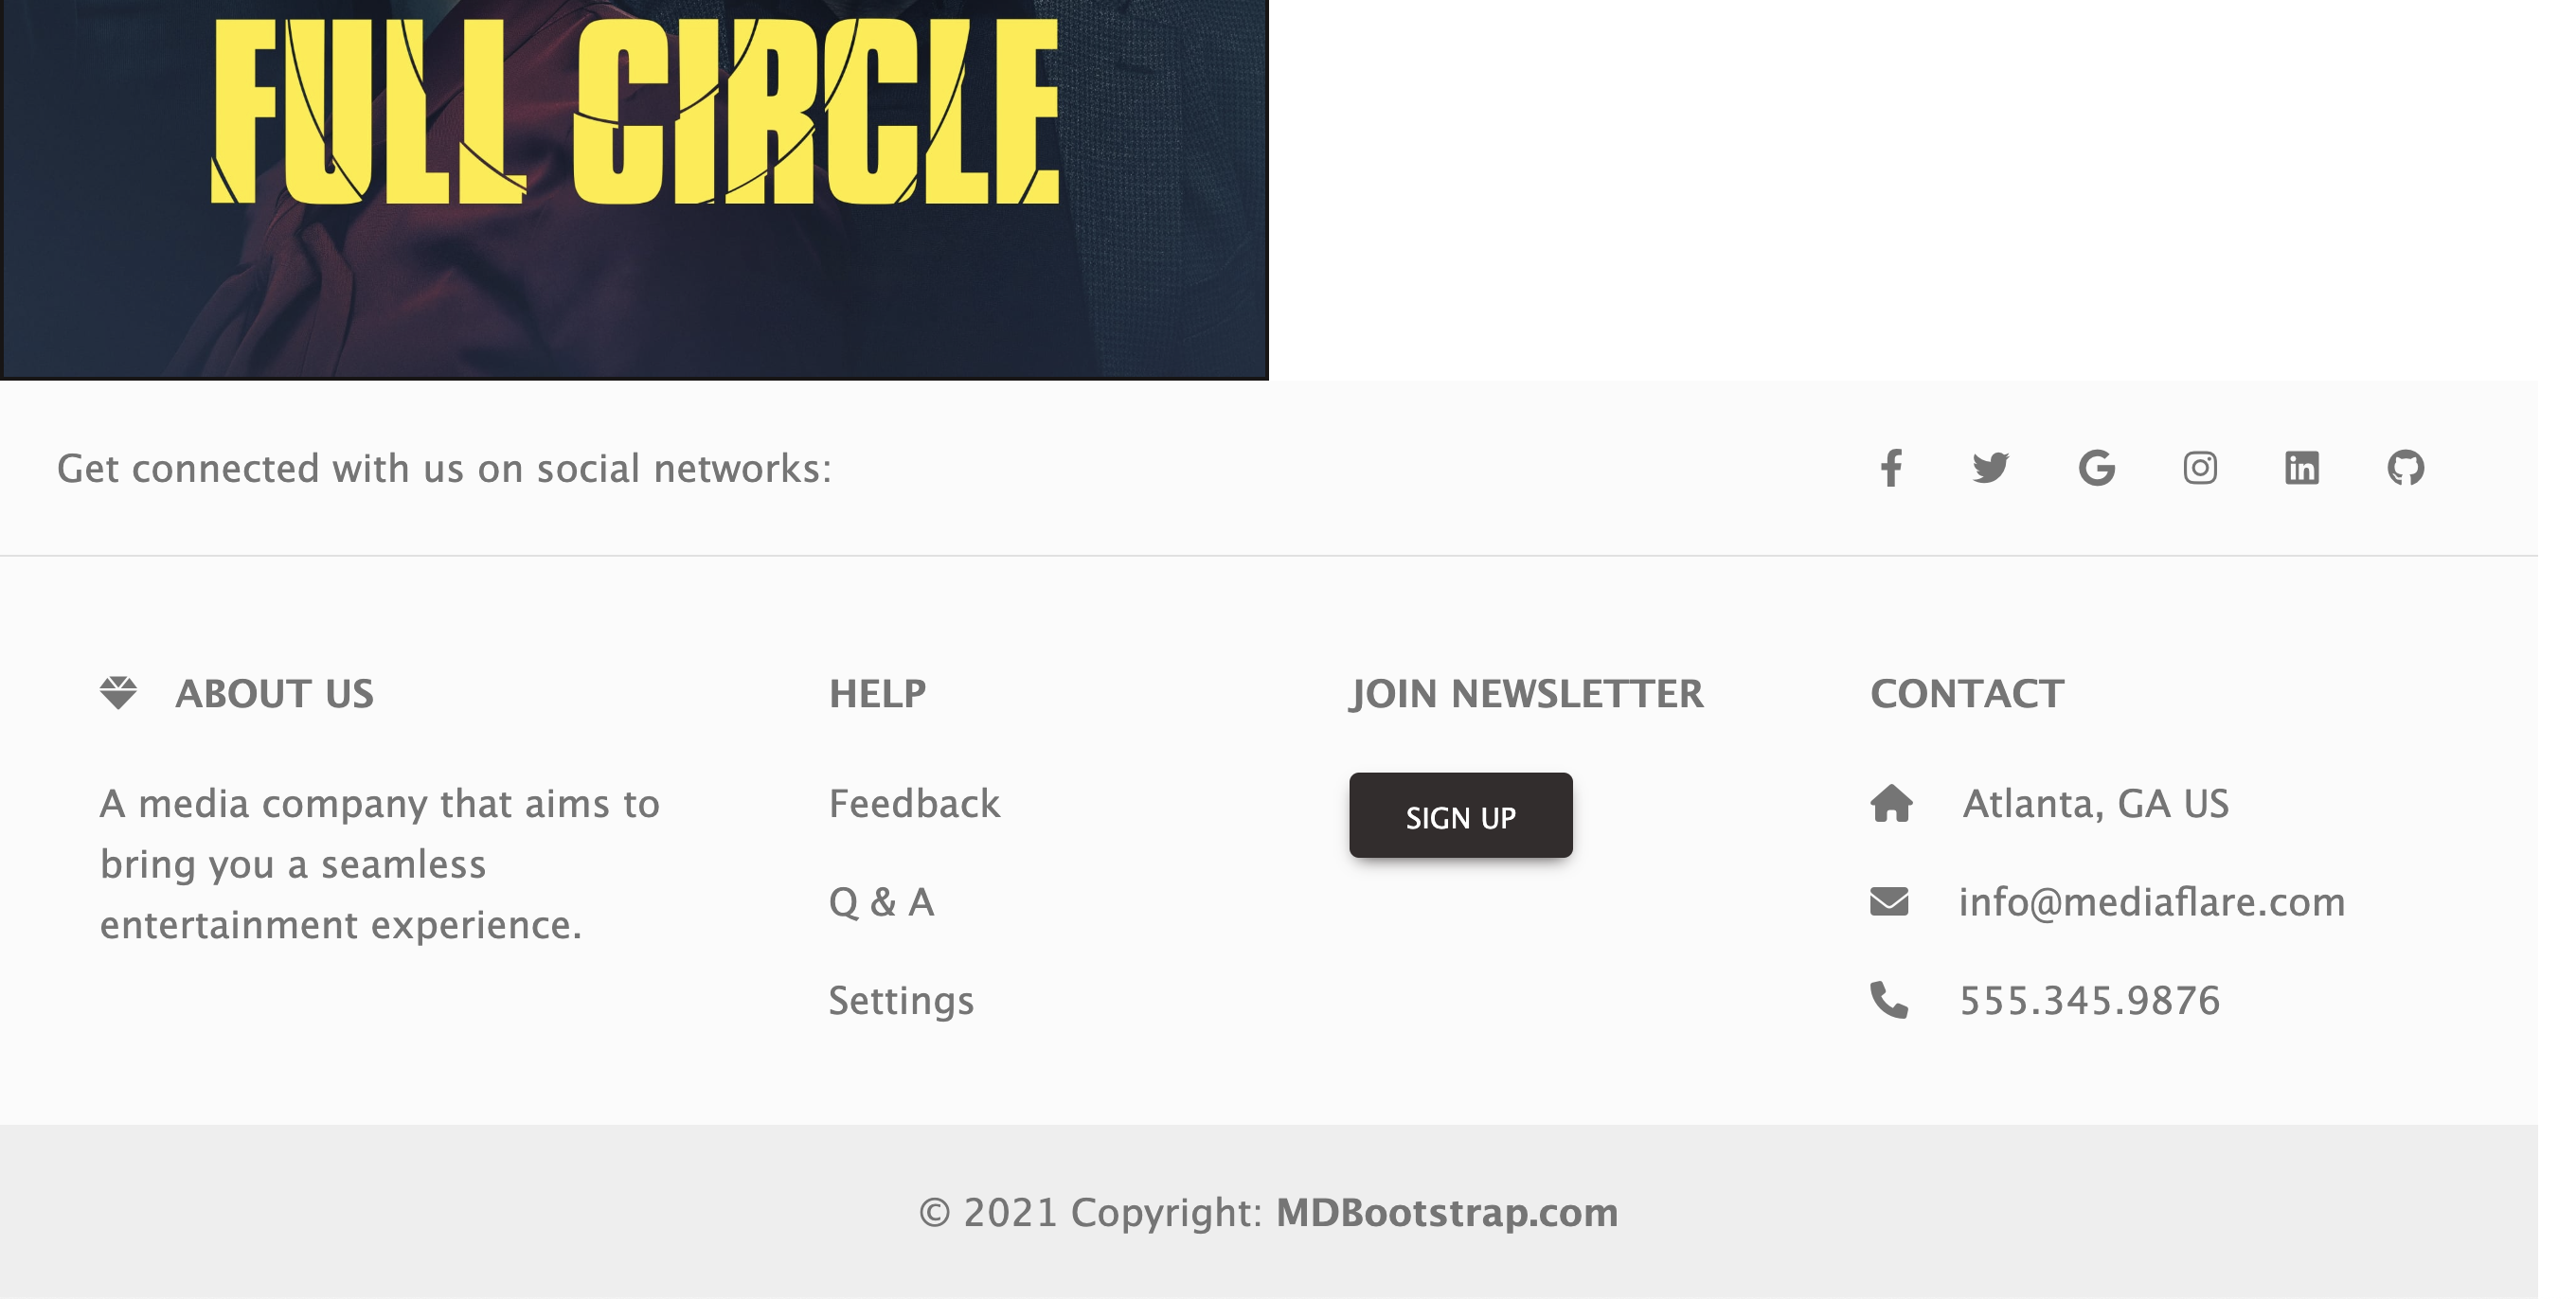 FULL CIRCLE
Get connected with us on social networks:
ABOUT US
A media company that aims to
bring you a seamless
entertainment experience.
HELP
Feedback
Q & A
Settings
JOIN NEWSLETTER
SIGN UP
CONTACT
Atlanta, GA US
info@mediaflare.com
555.345.9876
© 2021 Copyright: MDBootstrap.com